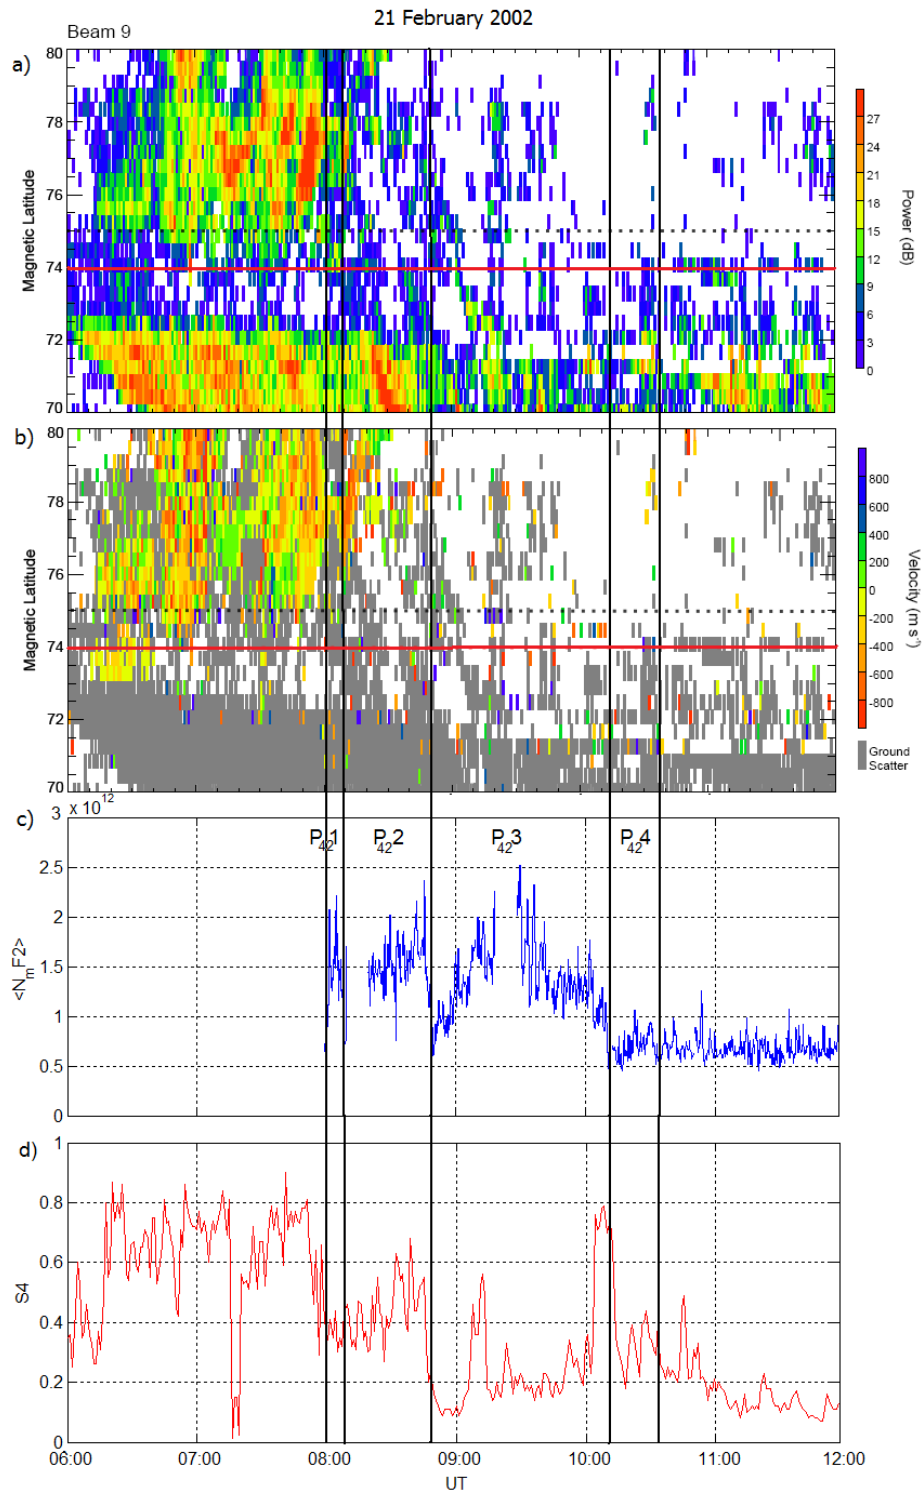 21 February 2002
Beam 9
a)
80
78
76
74
72
70
Magnetic Latitude
27
24
21
18
15
12
9
6
3
0
Power (dB)
b)
80
78
76
74
72
70
Magnetic Latitude
800
600
400
200
0
-200
-400
-600
-800
Velocity (m s⁻¹)
Ground
Scatter
c)
3 x 10¹²
2.5
2
1.5
1
0.5
0
<NmF2>
P₄₂1
P₄₂2
P₄₂3
P₄₂4
d)
1
0.8
0.6
0.4
0.2
0
S4
06:00 07:00 08:00 09:00 10:00 11:00 12:00
UT